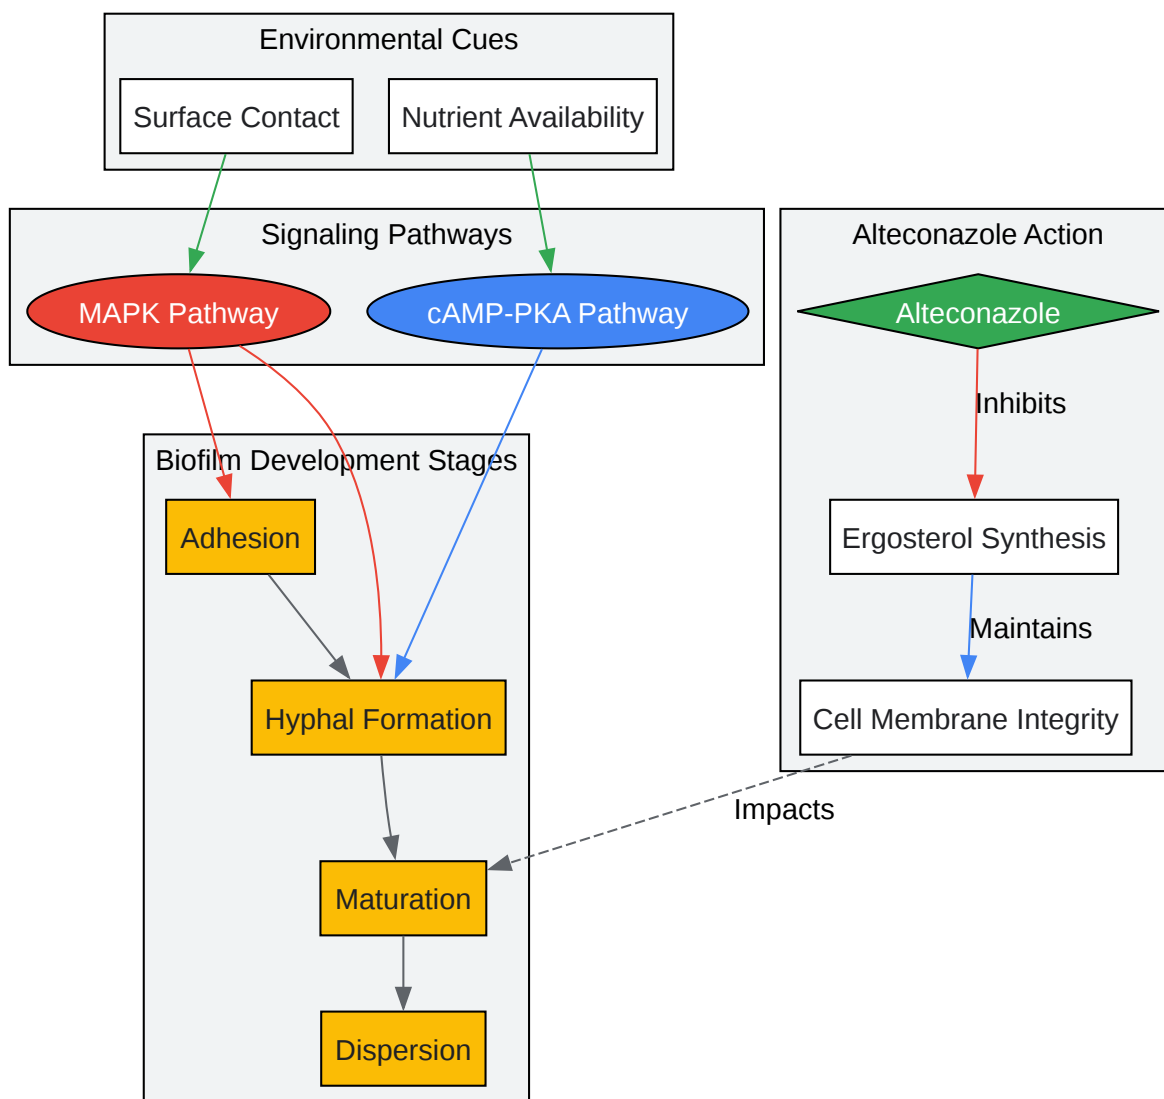 Environmental Cues
Surface Contact
Nutrient Availability
Signaling Pathways
MAPK Pathway
cAMP-PKA Pathway
Alteconazole Action
Alteconazole
Inhibits
Ergosterol Synthesis
Maintains
Cell Membrane Integrity
Impacts
Biofilm Development Stages
Adhesion
Hyphal Formation
Maturation
Dispersion